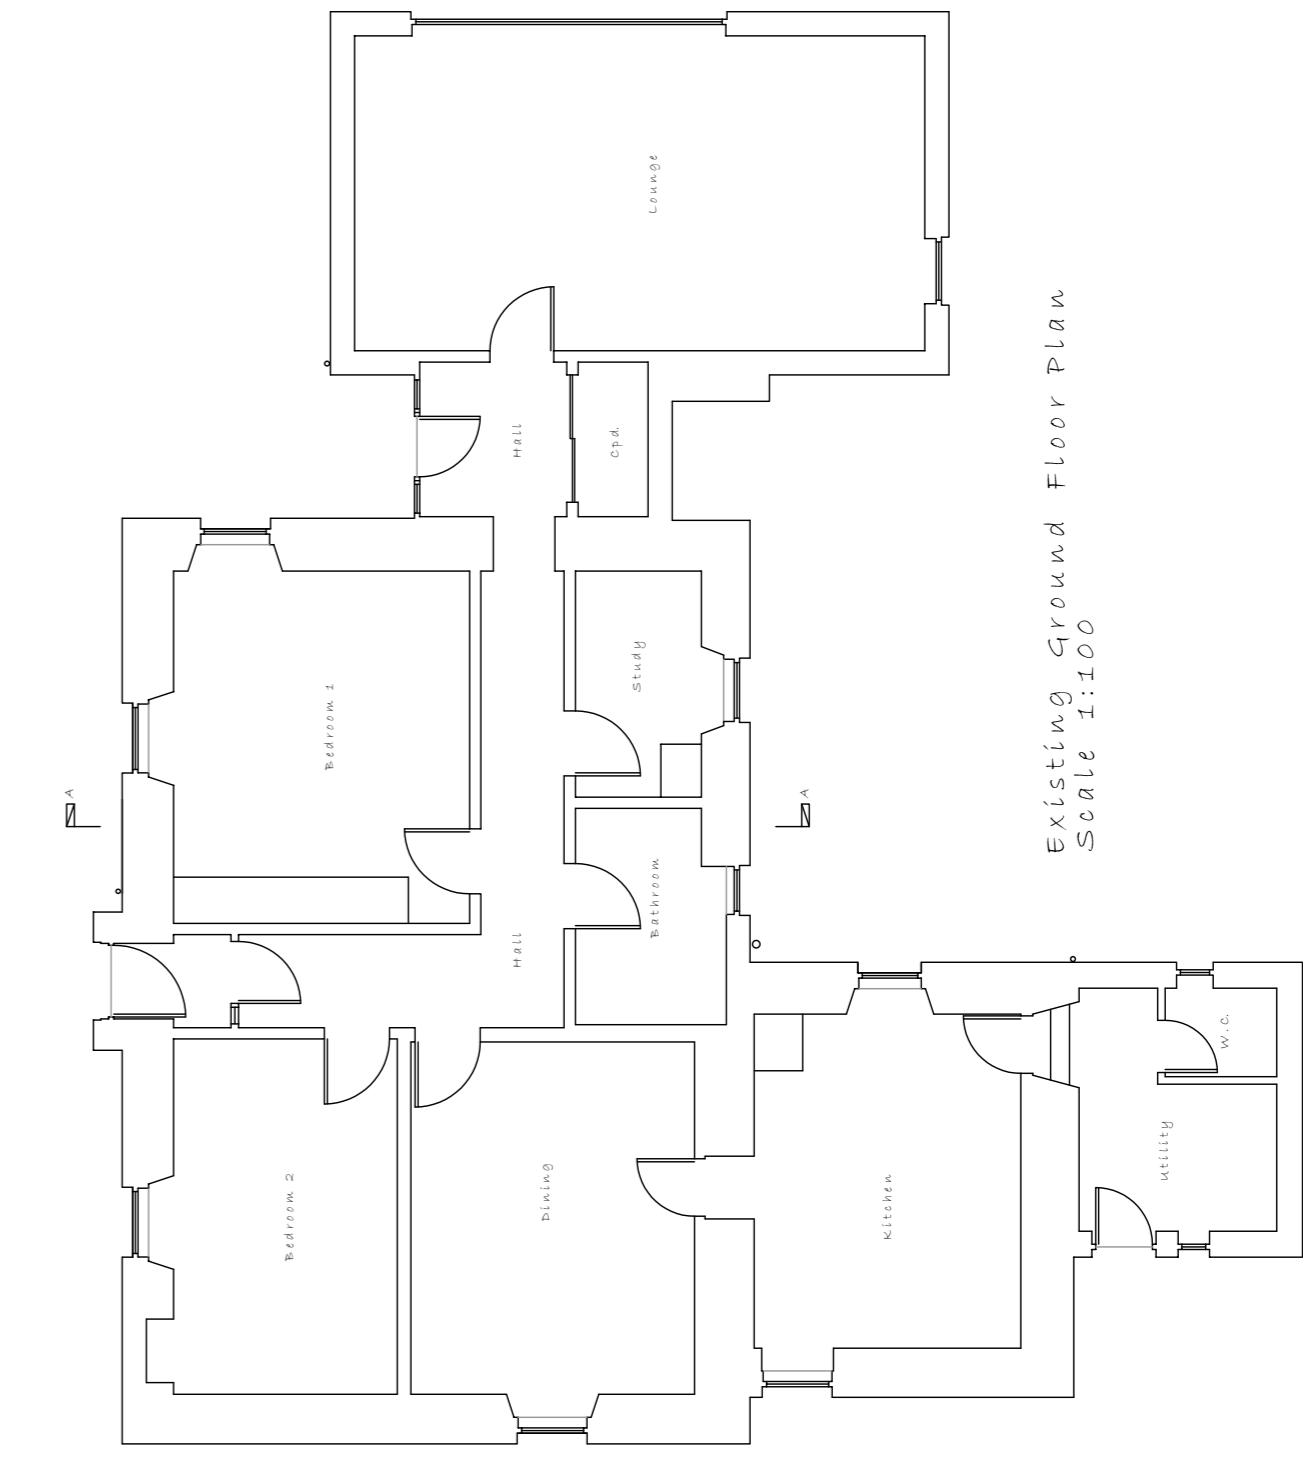 Lounge
Hall
Cpd.
Study
Bedroom 1
A
A
Bathroom
Hall
W.C.
Utility
Bedroom 2
Dining
Kitchen
Existing Ground Floor Plan
Scale 1:100